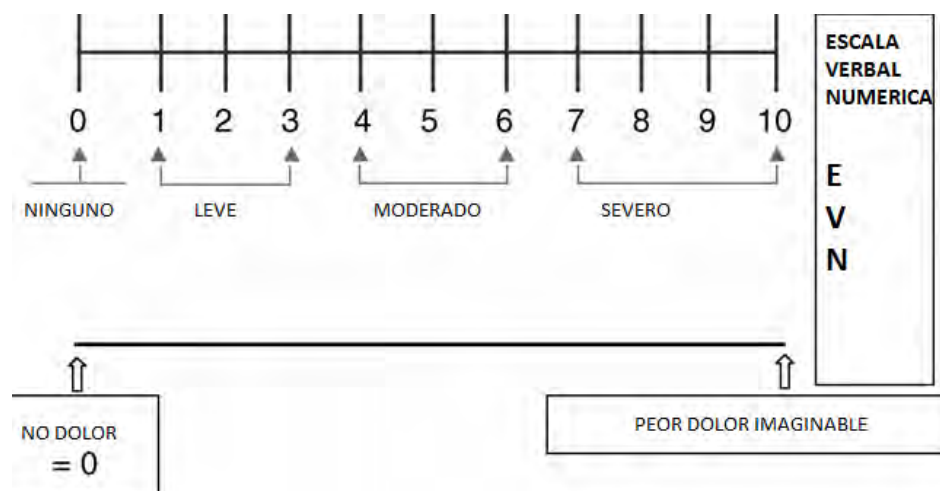 0 1 2 3 4 5 6 7 8 9 10
NINGUNO LEVE MODERADO SEVERO
ESCALA
VERBAL
NUMERICA
E
V
N
NO DOLOR
= 0
PEOR DOLOR IMAGINABLE